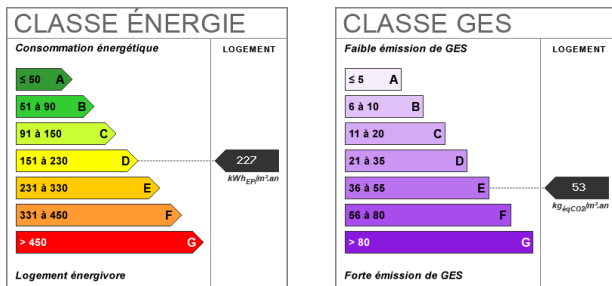 CLASSE ÉNERGIE
Consommation énergétique
LOGEMENT
≤ 50 A
51 à 90 B
91 à 150 C
151 à 230 D
227
kWhEP/m².an
231 à 330 E
331 à 450 F
> 450 G
Logement énergivore
CLASSE GES
Faible émission de GES
LOGEMENT
≤ 5 A
6 à 10 B
11 à 20 C
21 à 35 D
36 à 55 E
53
kgéqCO2/m².an
56 à 80 F
> 80 G
Forte émission de GES